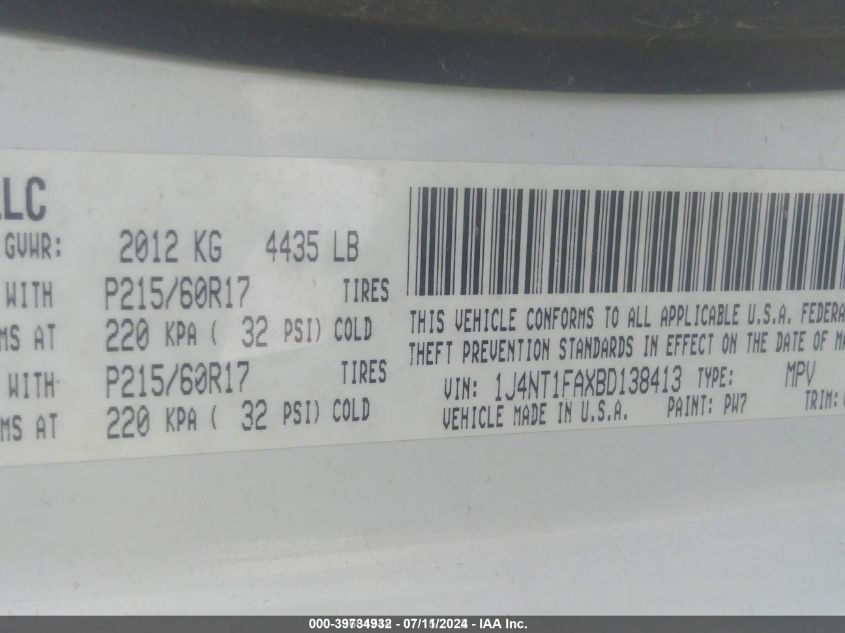 LLC
GVWR: 2012 KG 4435 LB
WITH P215/60R17 TIRES
MS AT 220 KPA ( 32 PSI) COLD
WITH P215/60R17 TIRES
MS AT 220 KPA ( 32 PSI) COLD
THIS VEHICLE CONFORMS TO ALL APPLICABLE U.S.A. FEDERA
THEFT PREVENTION STANDARDS IN EFFECT ON THE DATE OF MA
VIN: 1J4NT1FAXBD138413 TYPE: MPV
VEHICLE MADE IN U.S.A. PAINT: PW7 TRIM:
000-39734932 - 07/11/2024 - IAA Inc.